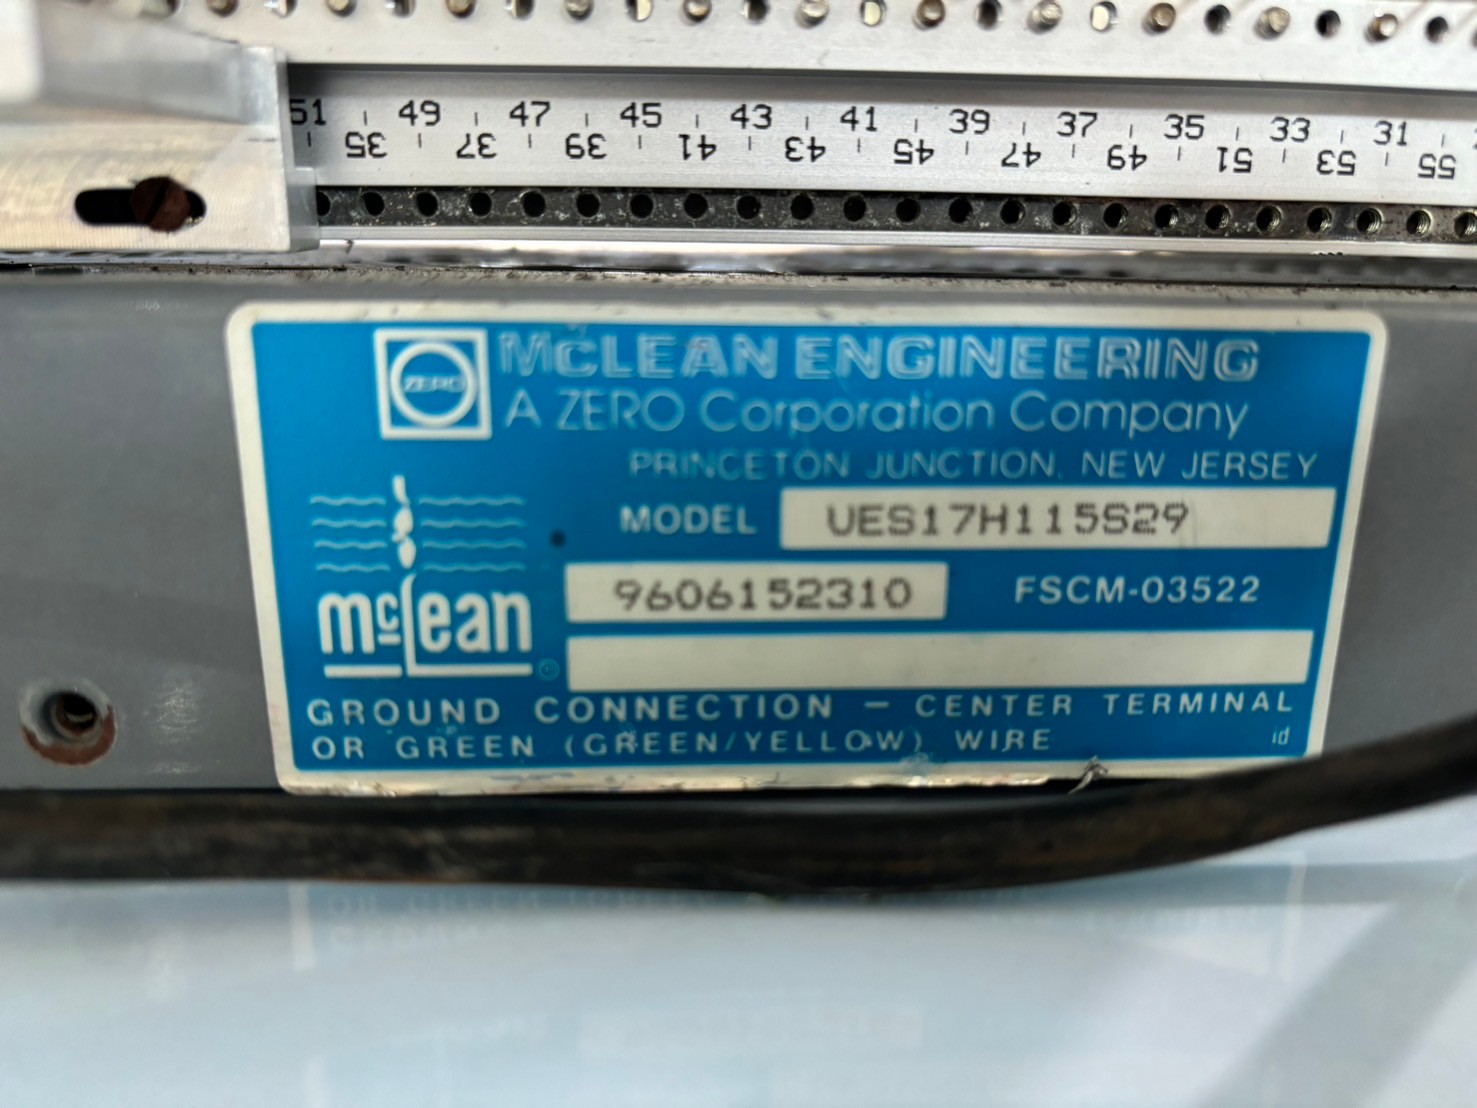 51 49 47 45 43 41 39 37 35 33 31
35 37 39 41 43 45 47 49 51 53 55
ZERO
McLEAN ENGINEERING
A ZERO Corporation Company
PRINCETON JUNCTION, NEW JERSEY
MODEL UES17H115S29
9606152310 FSCM-03522
mclean ®
GROUND CONNECTION – CENTER TERMINAL
OR GREEN (GREEN/YELLOW) WIRE
id